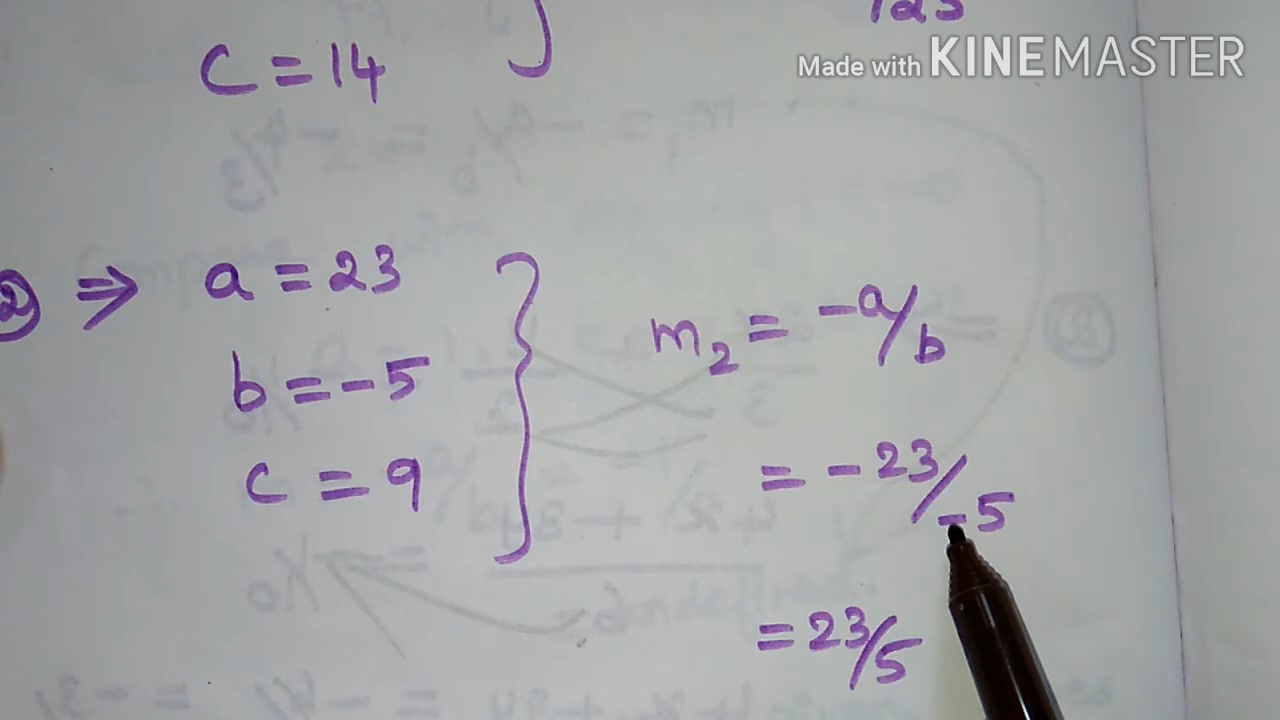 Made with KINEMASTER
C = 14
② ⇒ a = 23
b = -5
c = 9
m₂ = -a/b
= -23/-5
= 23/5